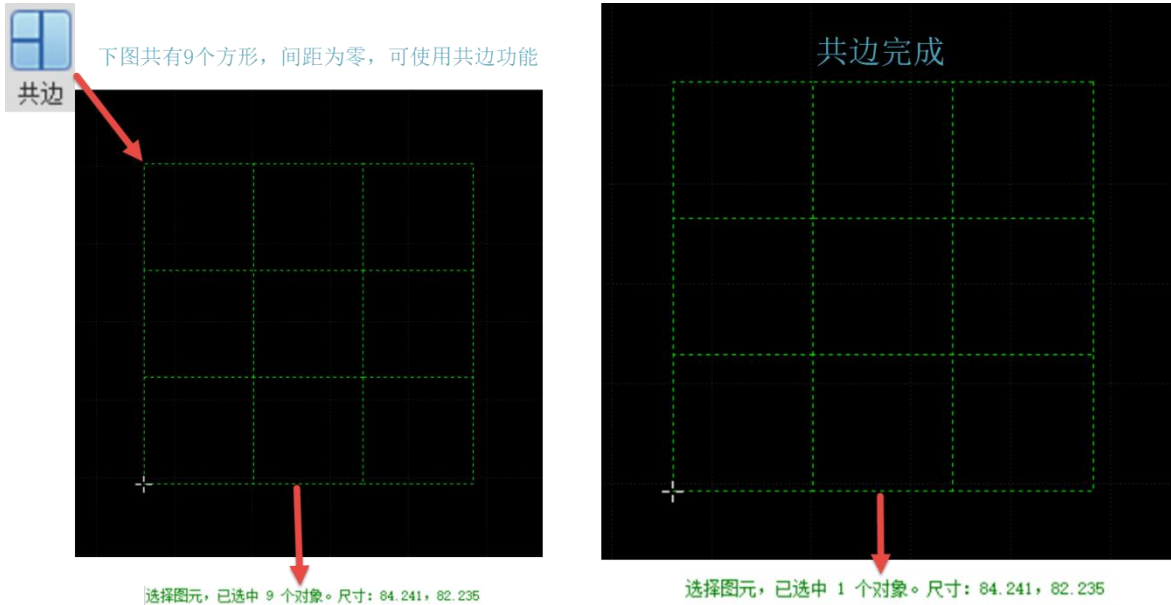 共边
下图共有9个方形，间距为零，可使用共边功能
选择图元，已选中 9 个对象。尺寸：84.241，82.235
共边完成
选择图元，已选中 1 个对象。尺寸：84.241，82.235